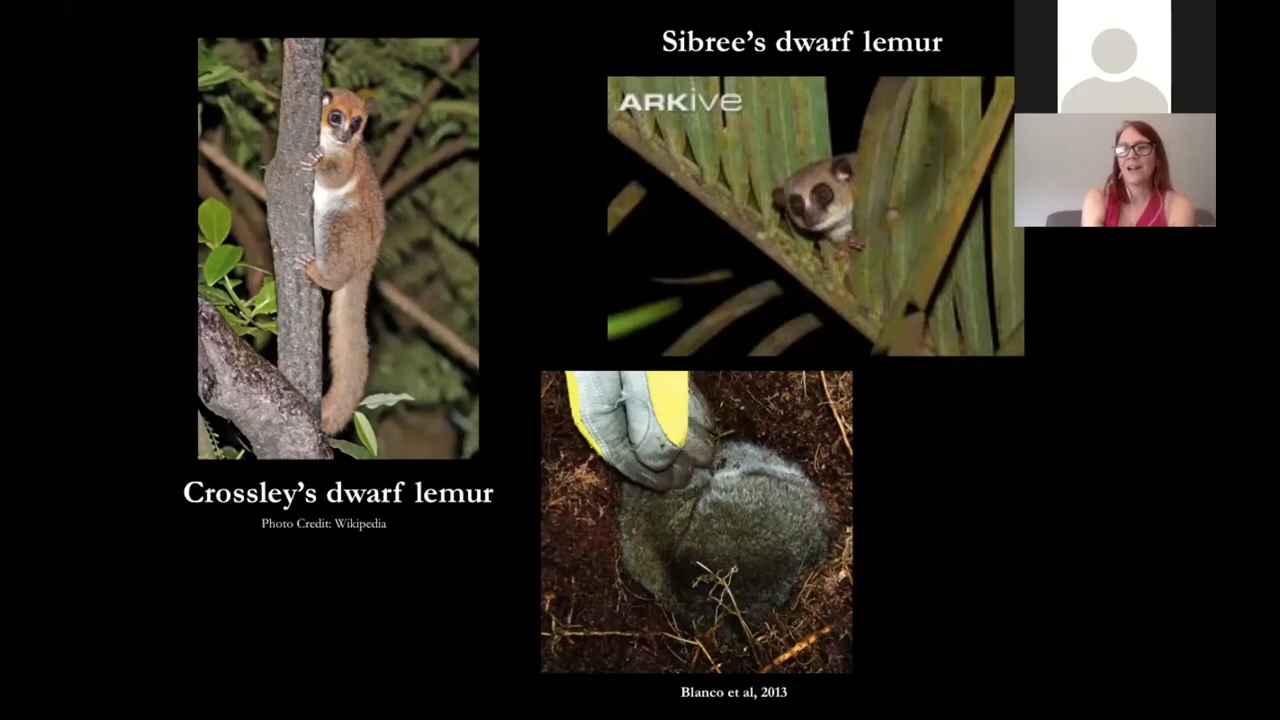 Sibree's dwarf lemur
ARKive
Crossley's dwarf lemur
Photo Credit: Wikipedia
Blanco et al, 2013